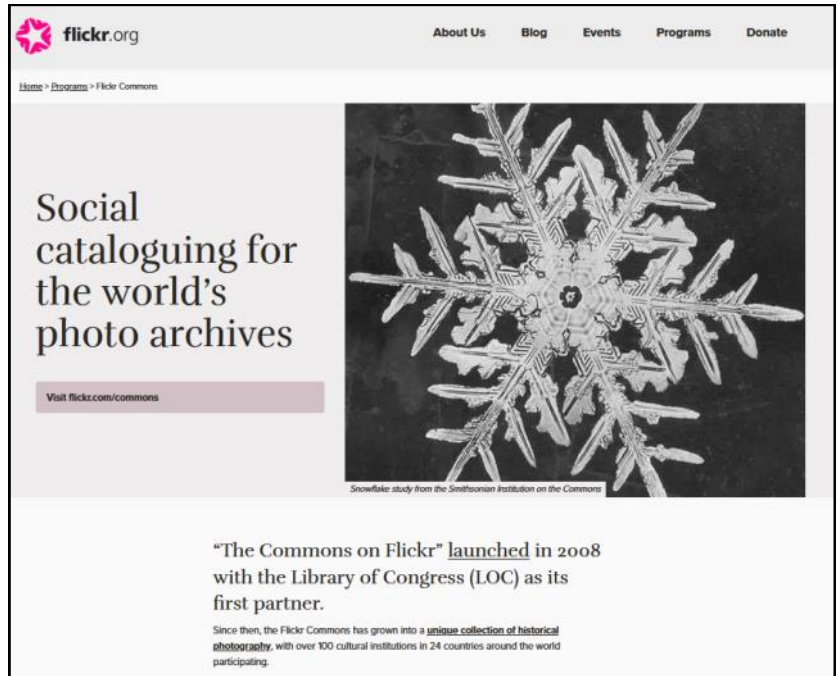 flickr.org
About Us Blog Events Programs Donate
Home > Programs > Flickr Commons
Social
cataloguing for
the world's
photo archives
Visit flickr.com/commons
Snowflake study from the Smithsonian Institution on the Commons
“The Commons on Flickr” launched in 2008
with the Library of Congress (LOC) as its
first partner.
Since then, the Flickr Commons has grown into a unique collection of historical
photography, with over 100 cultural institutions in 24 countries around the world
participating.